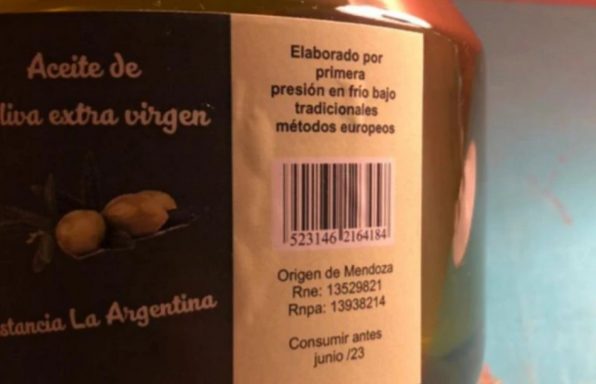 Aceite de
liva extra virgen
stancia La Argentina
Elaborado por
primera
presión en frío bajo
tradicionales
métodos europeos
523146 2164184
Origen de Mendoza
Rne: 13529821
Rnpa: 13938214
Consumir antes
junio /23